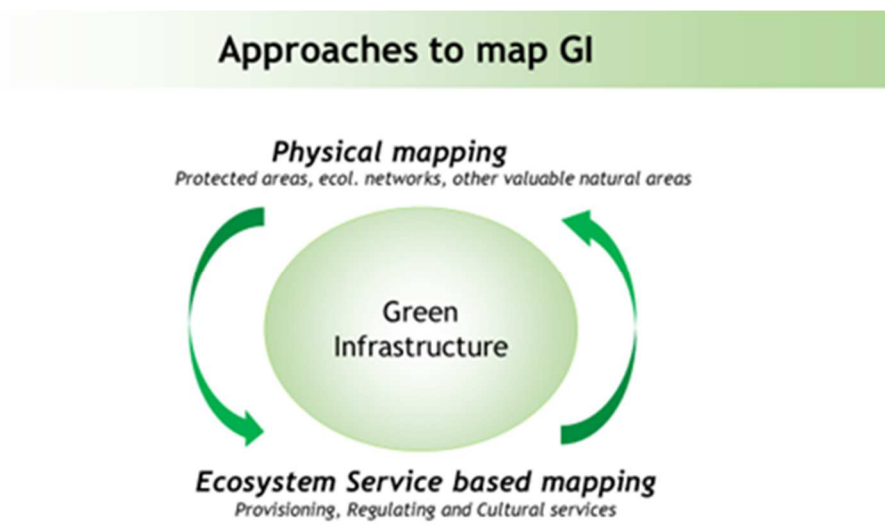 Approaches to map GI
Physical mapping
Protected areas, ecol. networks, other valuable natural areas
Green
Infrastructure
Ecosystem Service based mapping
Provisioning, Regulating and Cultural services